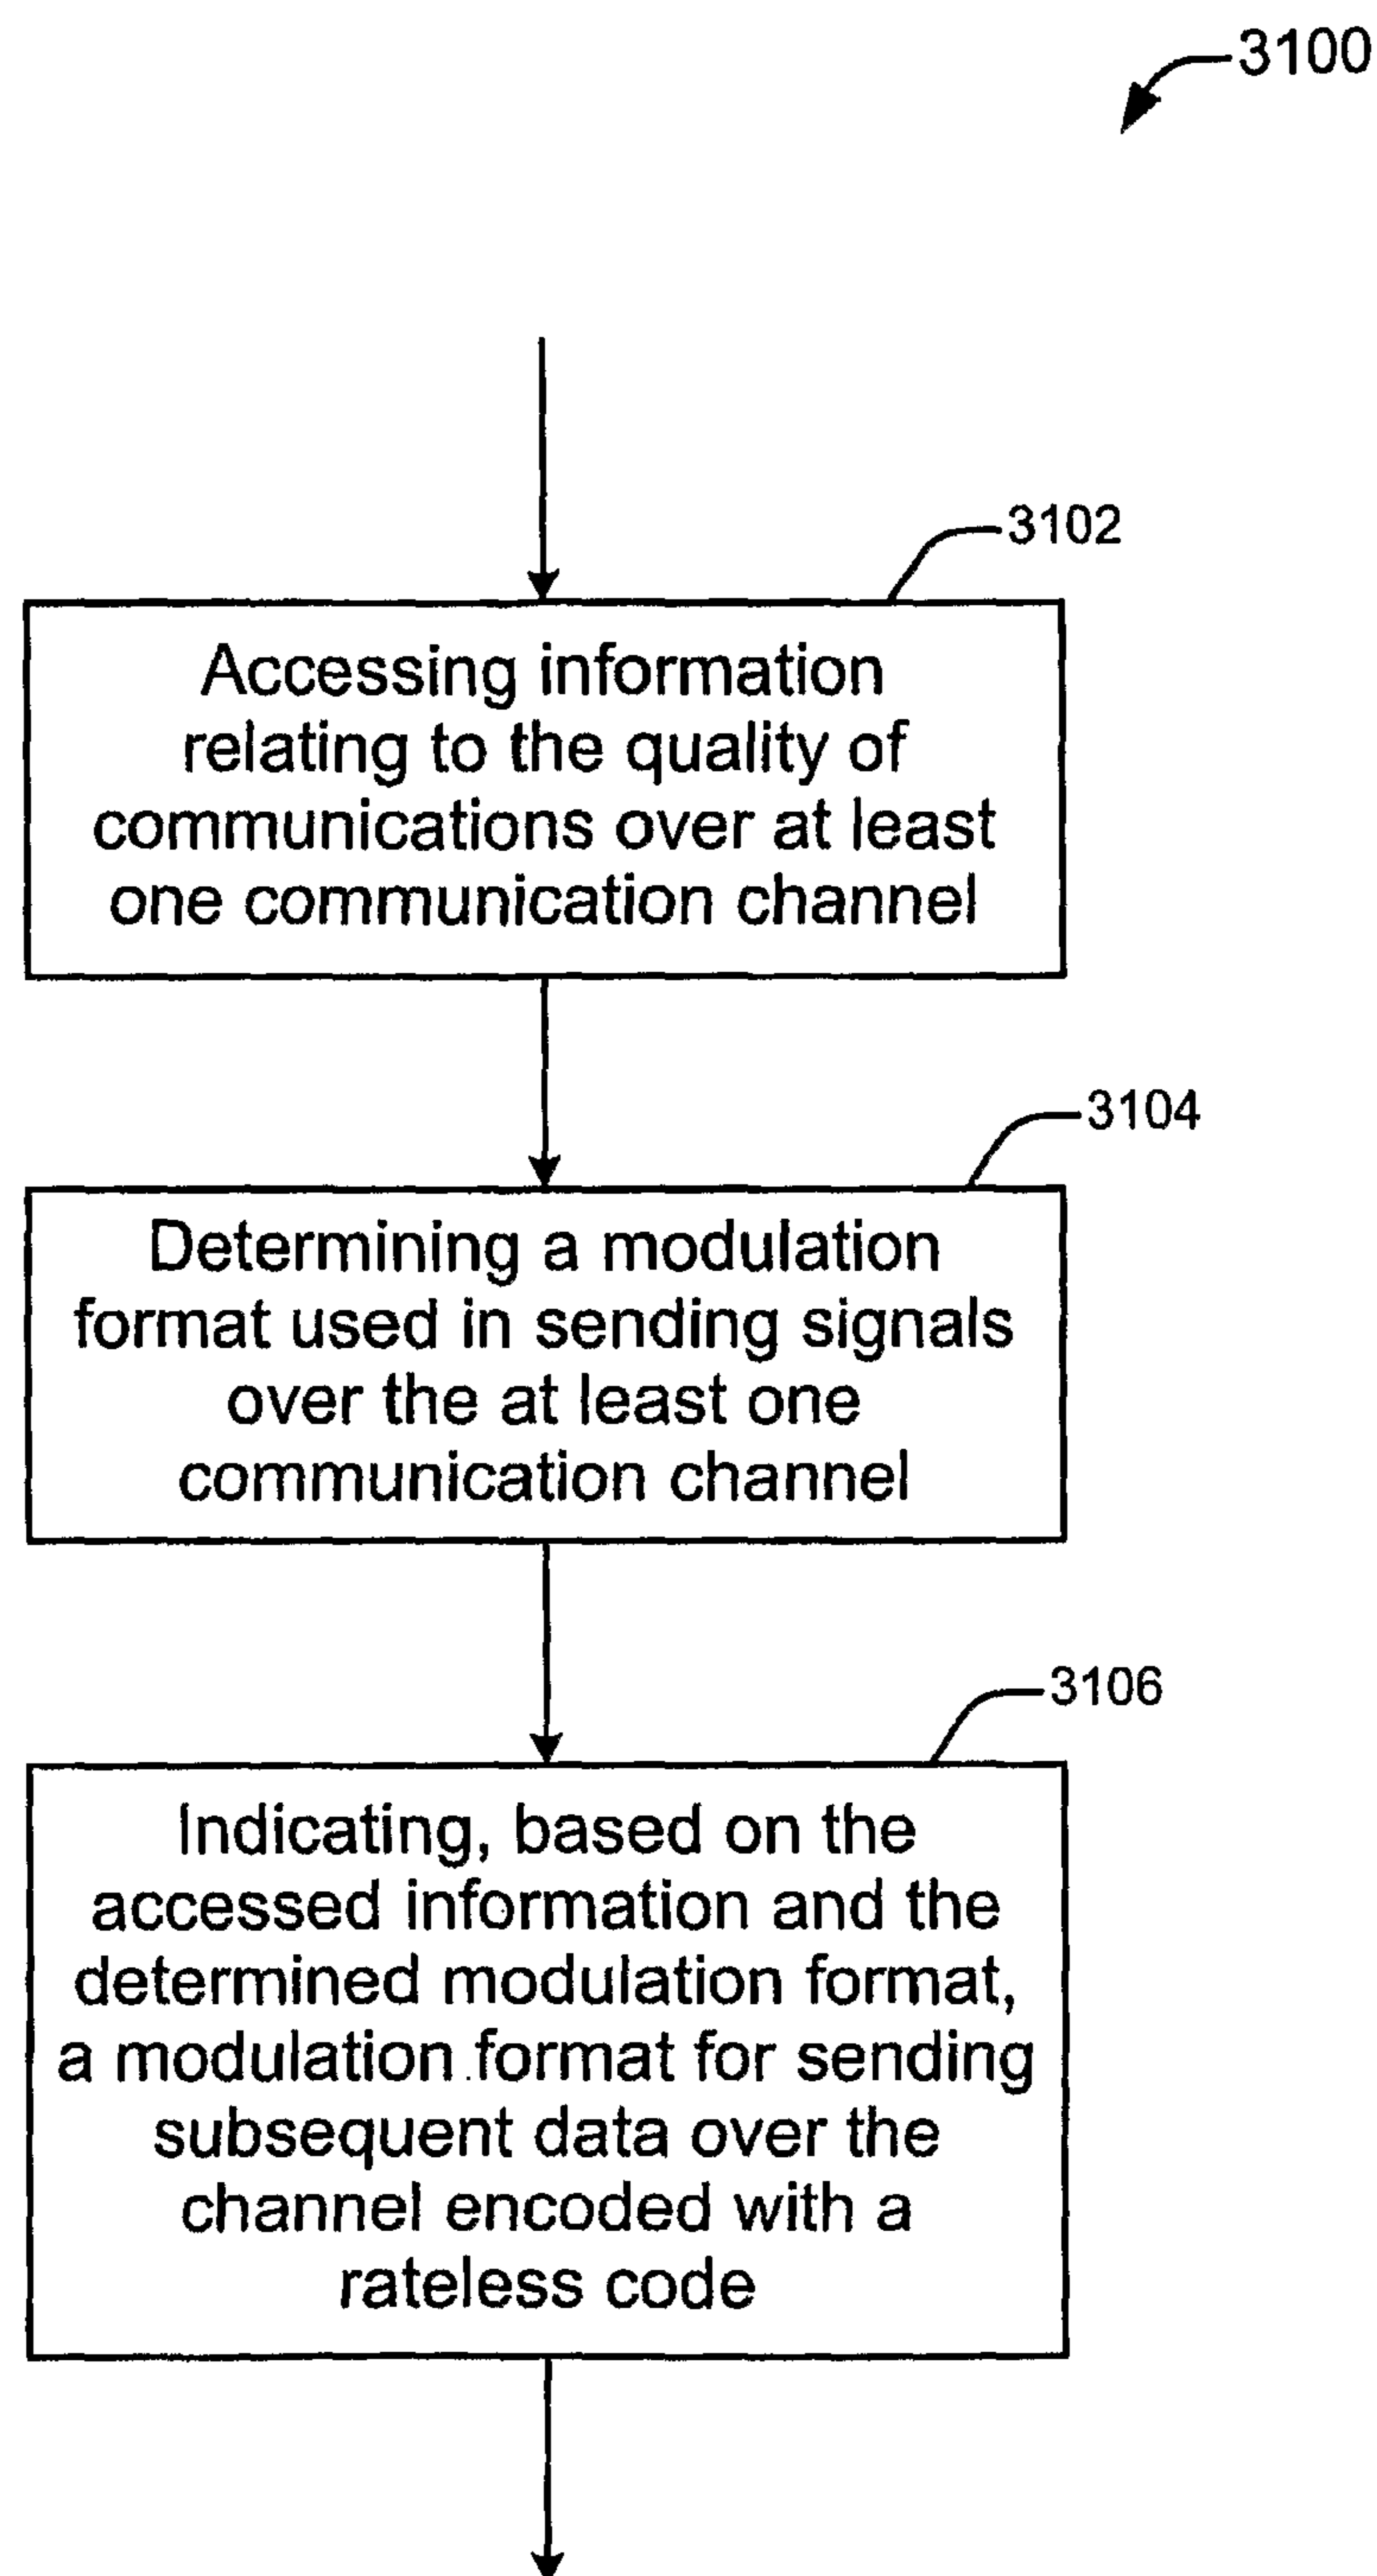 3100
3102
Accessing information
relating to the quality of
communications over at least
one communication channel
3104
Determining a modulation
format used in sending signals
over the at least one
communication channel
3106
Indicating, based on the
accessed information and the
determined modulation format,
a modulation format for sending
subsequent data over the
channel encoded with a
rateless code